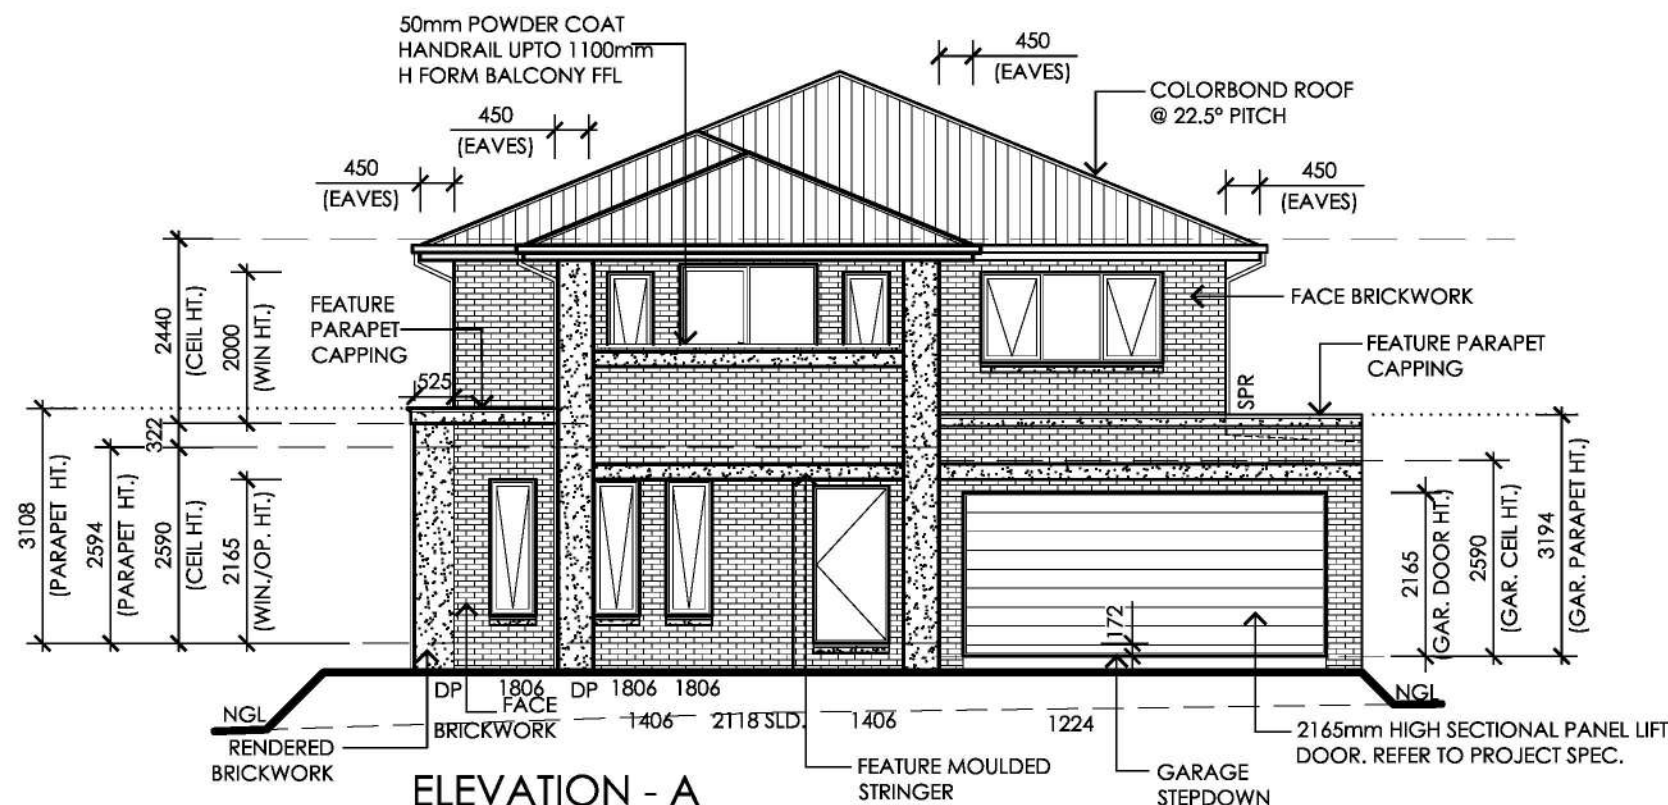 50mm POWDER COAT
HANDRAIL UPTO 1100mm
H FORM BALCONY FFL
450
(EAVES)
450
(EAVES)
450
(EAVES)
450
(EAVES)
COLORBOND ROOF
@ 22.5° PITCH
FACE BRICKWORK
FEATURE PARAPET
CAPPING
FEATURE
PARAPET
CAPPING
525
2440
(CEIL HT.)
2000
(WIN HT.)
322
3108
(PARAPET HT.)
2594
(PARAPET HT.)
2590
(CEIL HT.)
2165
(WIN./OP. HT.)
SPR
172
2165
(GAR. DOOR HT.)
2590
(GAR. CEIL HT.)
3194
(GAR. PARAPET HT.)
DP
1806
DP
1806
1806
1406
2118 SLD.
1406
1224
NGL
NGL
FACE
BRICKWORK
RENDERED
BRICKWORK
FEATURE MOULDED
STRINGER
GARAGE
STEPDOWN
2165mm HIGH SECTIONAL PANEL LIFT
DOOR. REFER TO PROJECT SPEC.
ELEVATION - A